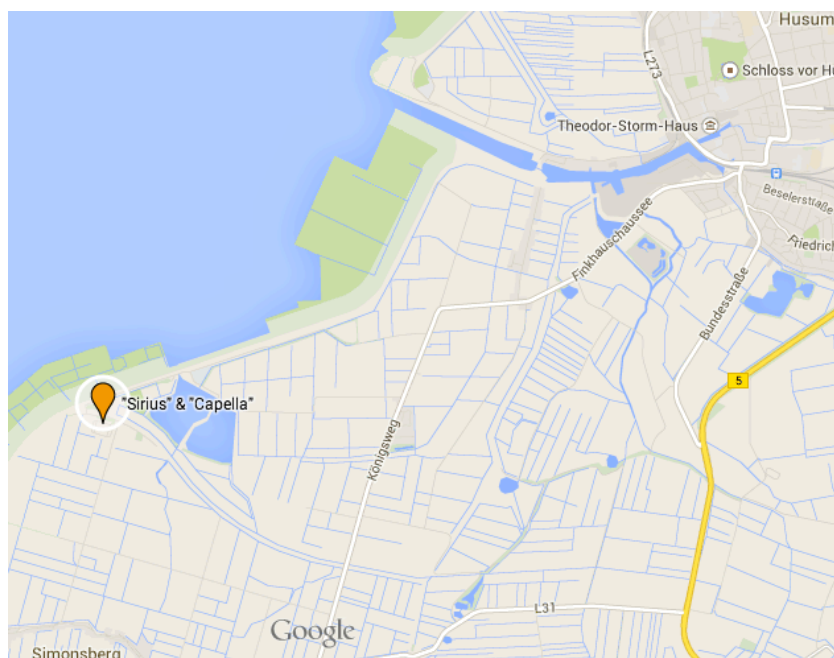 Husum
L273
Schloss vor Hu
Theodor-Storm-Haus
Beselerstraße
Friedrich
Finkhauschaussee
Bundesstraße
5
"Sirius" & "Capella"
Königsweg
L31
Google
Simonsberg